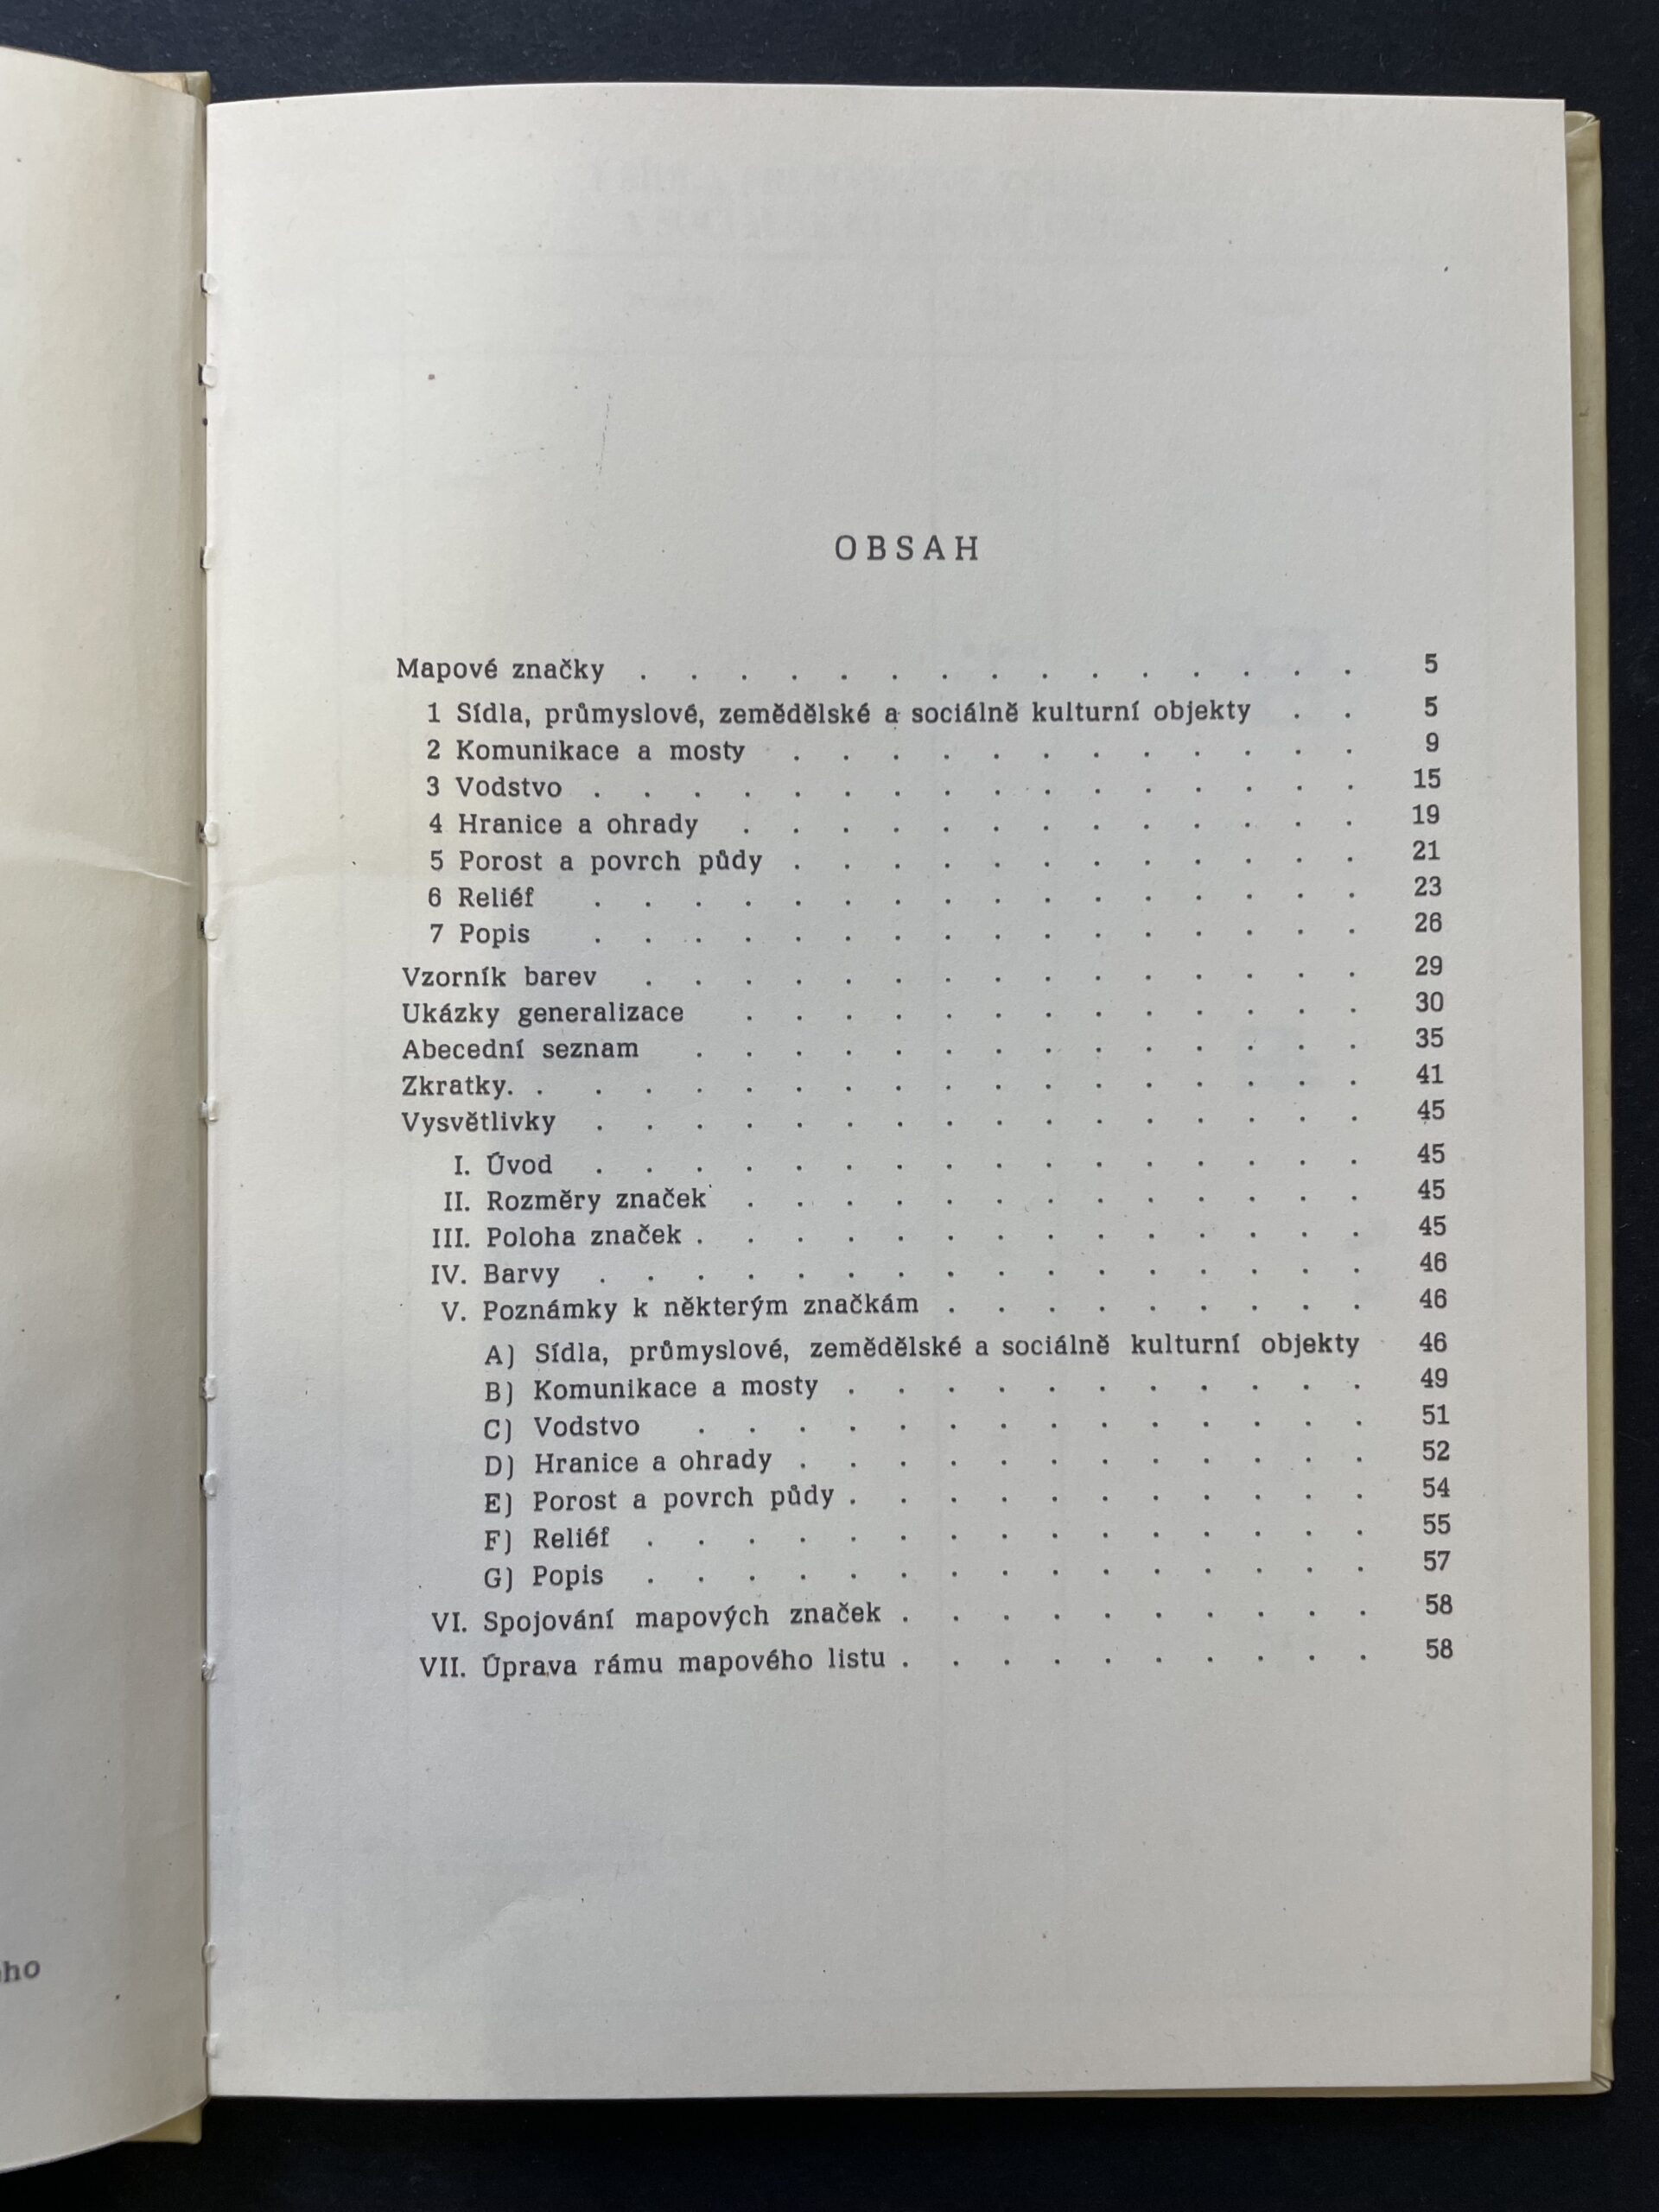 OBSAH
Mapové značky . . . . . . . . . . . . . . . 5
1 Sídla, průmyslové, zemědělské a sociálně kulturní objekty . . 5
2 Komunikace a mosty . . . . . . . . . . . . 9
3 Vodstvo . . . . . . . . . . . . . . . . 15
4 Hranice a ohrady . . . . . . . . . . . . . 19
5 Porost a povrch půdy . . . . . . . . . . . . 21
6 Reliéf . . . . . . . . . . . . . . . . 23
7 Popis . . . . . . . . . . . . . . . . 26
Vzorník barev . . . . . . . . . . . . . . . 29
Ukázky generalizace . . . . . . . . . . . . . 30
Abecední seznam . . . . . . . . . . . . . . 35
Zkratky. . . . . . . . . . . . . . . . . . 41
Vysvětlivky . . . . . . . . . . . . . . . . 45
I. Úvod . . . . . . . . . . . . . . . . 45
II. Rozměry značek . . . . . . . . . . . . . 45
III. Poloha značek . . . . . . . . . . . . . . 45
IV. Barvy . . . . . . . . . . . . . . . . 46
V. Poznámky k některým značkám . . . . . . . . . 46
A) Sídla, průmyslové, zemědělské a sociálně kulturní objekty 46
B) Komunikace a mosty . . . . . . . . . . . 49
C) Vodstvo . . . . . . . . . . . . . . 51
D) Hranice a ohrady . . . . . . . . . . . . 52
E) Porost a povrch půdy . . . . . . . . . . . 54
F) Reliéf . . . . . . . . . . . . . . . 55
G) Popis . . . . . . . . . . . . . . . 57
VI. Spojování mapových značek . . . . . . . . . . 58
VII. Úprava rámu mapového listu . . . . . . . . . . 58